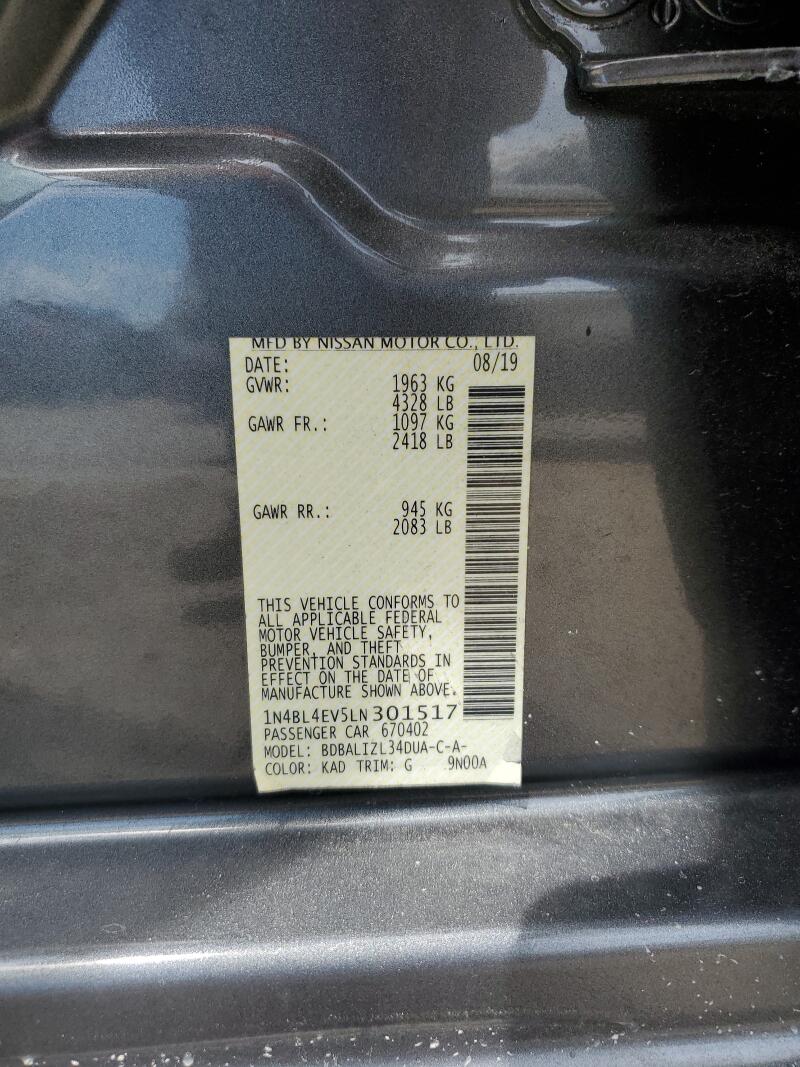 MFD BY NISSAN MOTOR CO., LTD.
DATE: 08/19
GVWR: 1963 KG
4328 LB
GAWR FR.: 1097 KG
2418 LB
GAWR RR.: 945 KG
2083 LB
THIS VEHICLE CONFORMS TO
ALL APPLICABLE FEDERAL
MOTOR VEHICLE SAFETY,
BUMPER, AND THEFT
PREVENTION STANDARDS IN
EFFECT ON THE DATE OF
MANUFACTURE SHOWN ABOVE.
1N4BL4EV5LN301517
PASSENGER CAR 670402
MODEL: BDBALIZL34DUA-C-A-
COLOR: KAD TRIM: G 9N00A